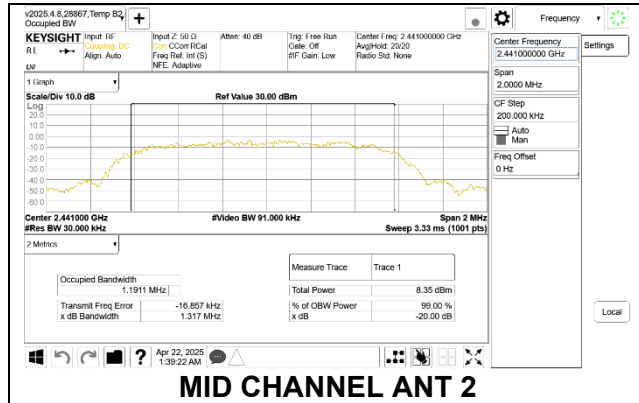 v2025.4.8,28867,Temp B2
Occupied BW
Frequency
KEYSIGHT
Input: RF
Coupling: DC
Align: Auto
Input Z: 50 Ω
Corr CCorr RCal
Freq Ref: Int (S)
NFE: Adaptive
Atten: 40 dB
Trig: Free Run
Gate: Off
#IF Gain: Low
Center Freq: 2.441000000 GHz
Avg|Hold: 20/20
Radio Std: None
RL
Center Frequency
2.441000000 GHz
Settings
Span
2.0000 MHz
CF Step
200.000 kHz
Auto
Man
Freq Offset
0 Hz
Local
1 Graph
Scale/Div 10.0 dB
Ref Value 30.00 dBm
Log
20.0
10.0
0.00
-10.0
-20.0
-30.0
-40.0
-50.0
-60.0
Center 2.441000 GHz
#Video BW 91.000 kHz
Span 2 MHz
#Res BW 30.000 kHz
Sweep 3.33 ms (1001 pts)
2 Metrics
Measure Trace
Trace 1
Occupied Bandwidth
1.1911 MHz
Total Power
8.35 dBm
Transmit Freq Error
-16.857 kHz
% of OBW Power
99.00 %
x dB Bandwidth
1.317 MHz
x dB
-20.00 dB
?
Apr 22, 2025
1:39:22 AM
MID CHANNEL ANT 2